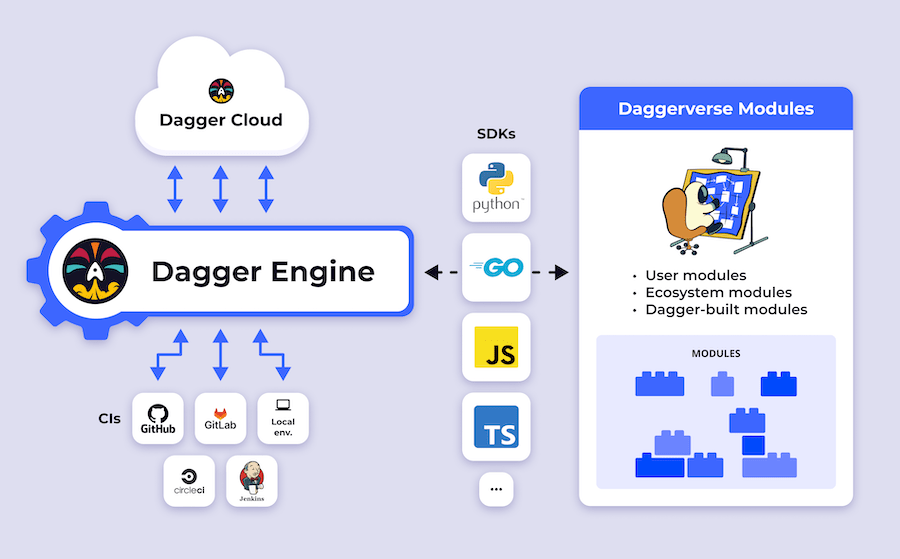 Dagger Cloud
Dagger Engine
CIs
GitHub
GitLab
Local
env.
circleci
Jenkins
SDKs
python™
GO
JS
TS
...
Daggerverse Modules
• User modules
• Ecosystem modules
• Dagger-built modules
MODULES